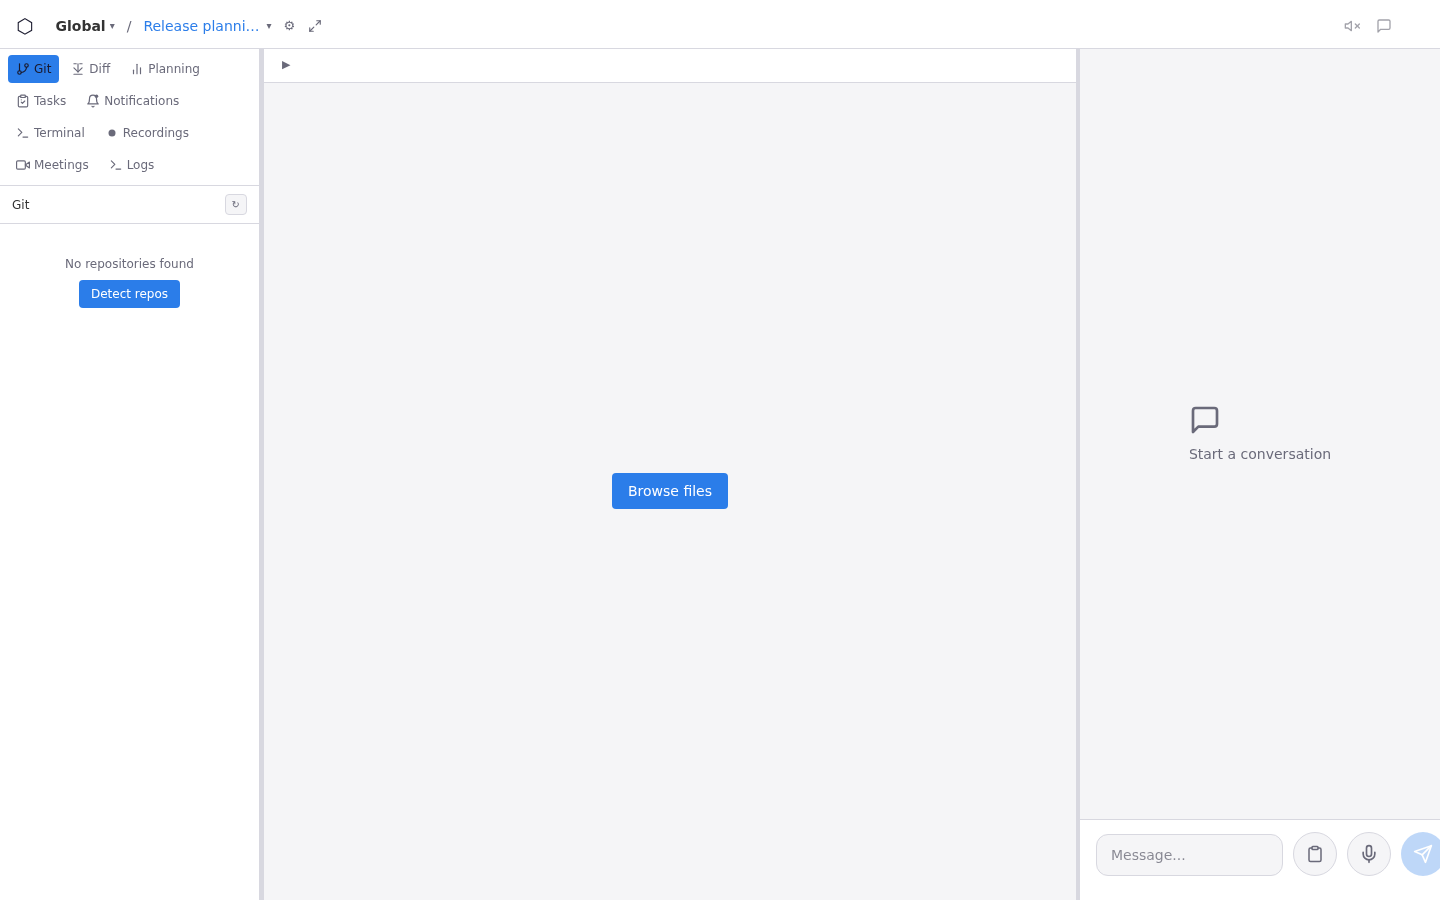 Global ▾ / Release planni... ▾
Git Diff Planning
Tasks Notifications
Terminal Recordings
Meetings Logs
Git
No repositories found
Detect repos
Browse files
Start a conversation
Message...